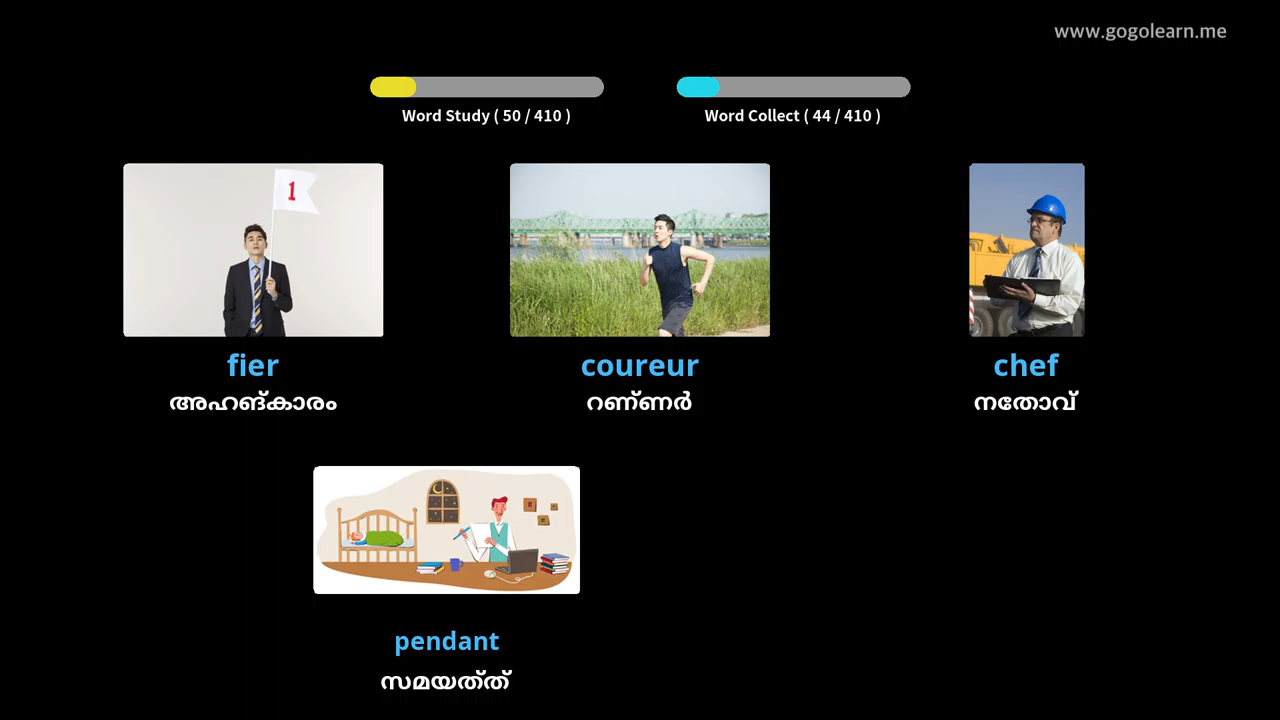 www.gogolearn.me
Word Study ( 50 / 410 )
Word Collect ( 44 / 410 )
1
fier
അഹങ്കാരം
coureur
റണ്ണർ
chef
നതോവ്
pendant
സമയത്ത്